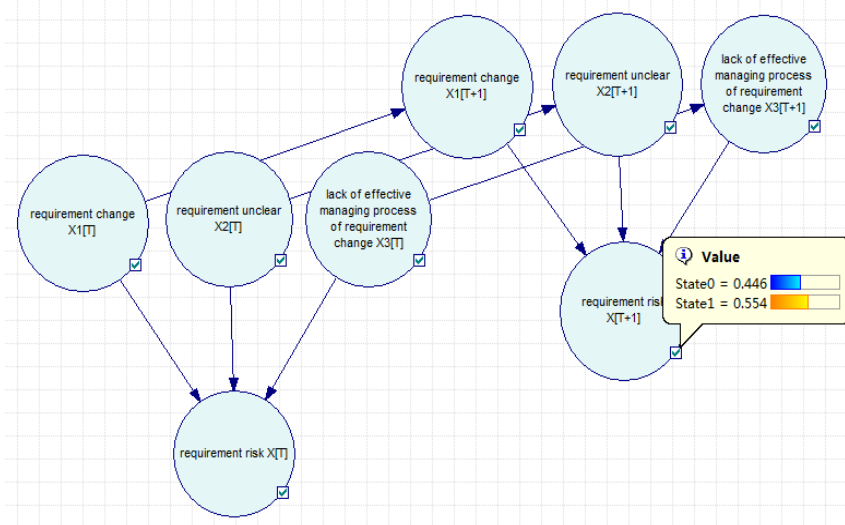 requirement change
X1[T+1]
requirement unclear
X2[T+1]
lack of effective
managing process
of requirement
change X3[T+1]
requirement change
X1[T]
requirement unclear
X2[T]
lack of effective
managing process
of requirement
change X3[T]
requirement risk
X[T+1]
Value
State0 = 0.446
State1 = 0.554
requirement risk X[T]